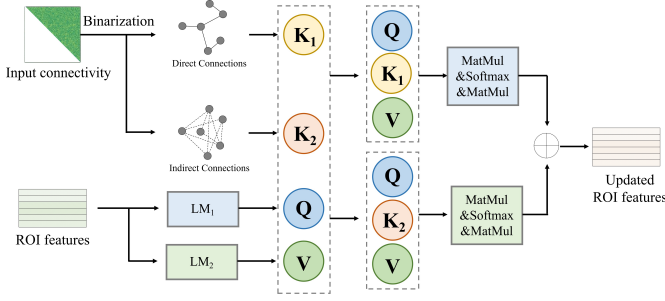 Binarization
Input connectivity
Direct Connections
K1
Q
K1
V
MatMul
&Softmax
&MatMul
Indirect Connections
K2
Updated
ROI features
ROI features
LM1
Q
LM2
V
Q
K2
V
MatMul
&Softmax
&MatMul